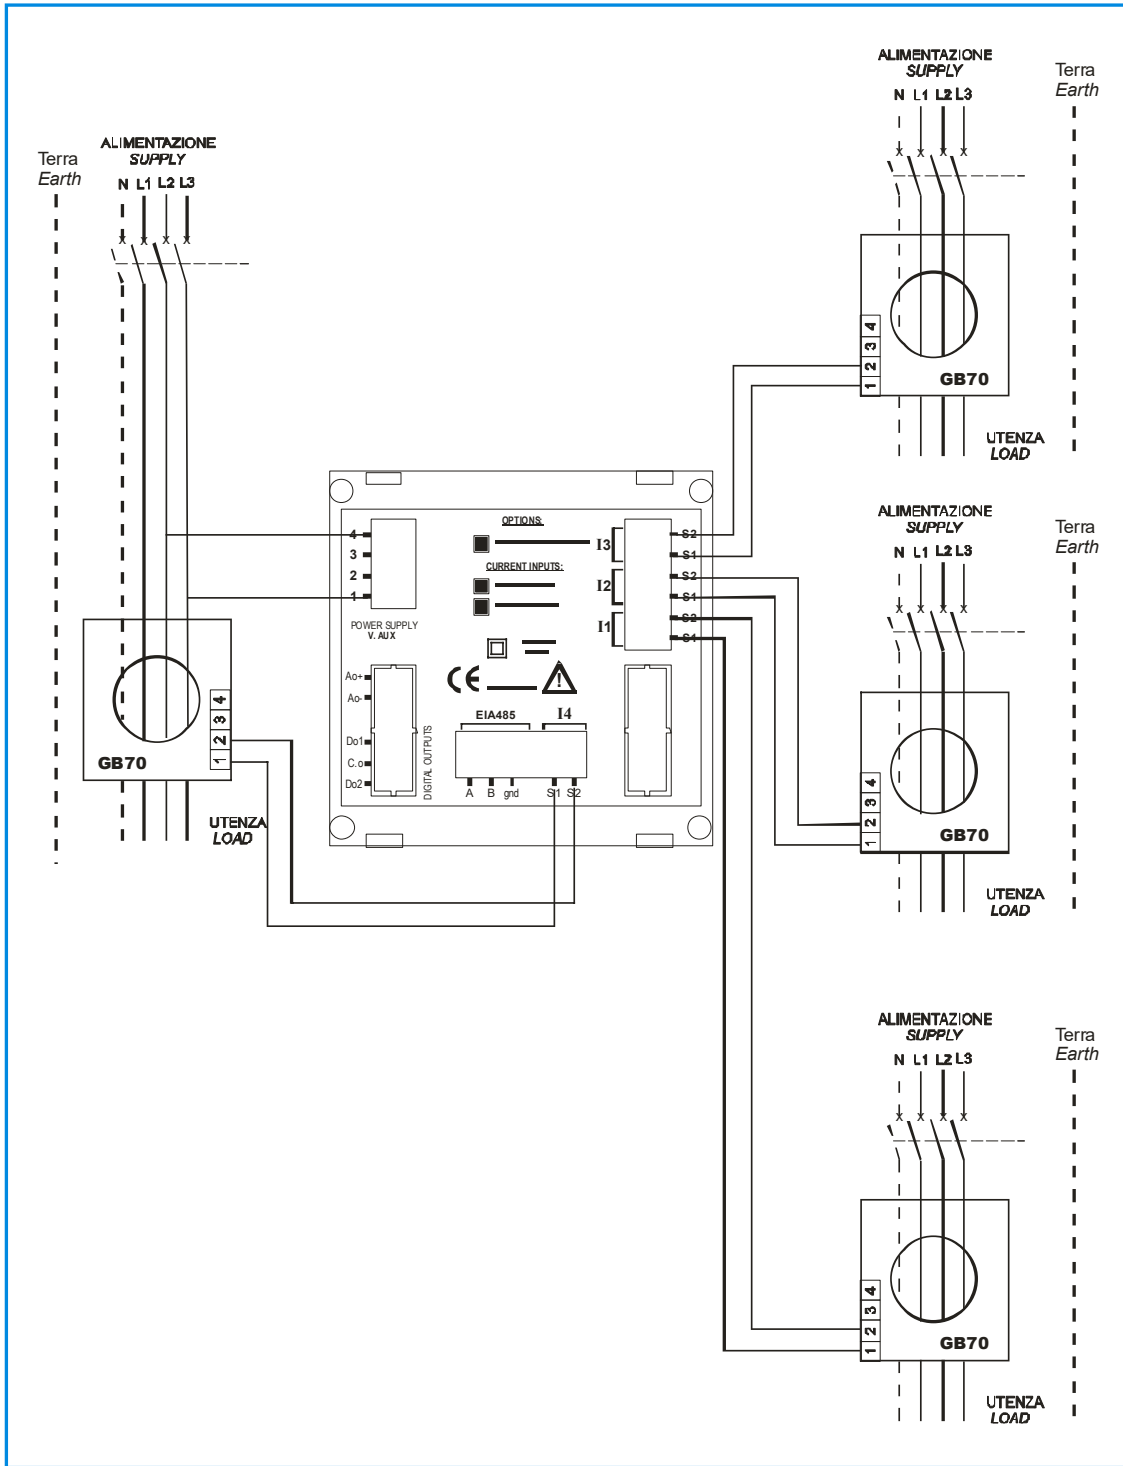 ALIMENTAZIONE
SUPPLY
N L1 L2 L3
Terra
Earth
4
3
2
1
GB70
UTENZA
LOAD
Terra
Earth
ALIMENTAZIONE
SUPPLY
N L1 L2 L3
4
3
2
1
GB70
UTENZA
LOAD
OPTIONS:
CURRENT INPUTS:
4
3
2
1
POWER SUPPLY
V. AUX
I3
I2
I1
S2
S1
S2
S1
S2
S1
CE
!
Ao+
Ao-
Do1
C.o
Do2
DIGITAL OUTPUTS
EIA485
I4
A B gnd S1 S2
ALIMENTAZIONE
SUPPLY
N L1 L2 L3
Terra
Earth
4
3
2
1
GB70
UTENZA
LOAD
ALIMENTAZIONE
SUPPLY
N L1 L2 L3
Terra
Earth
4
3
2
1
GB70
UTENZA
LOAD